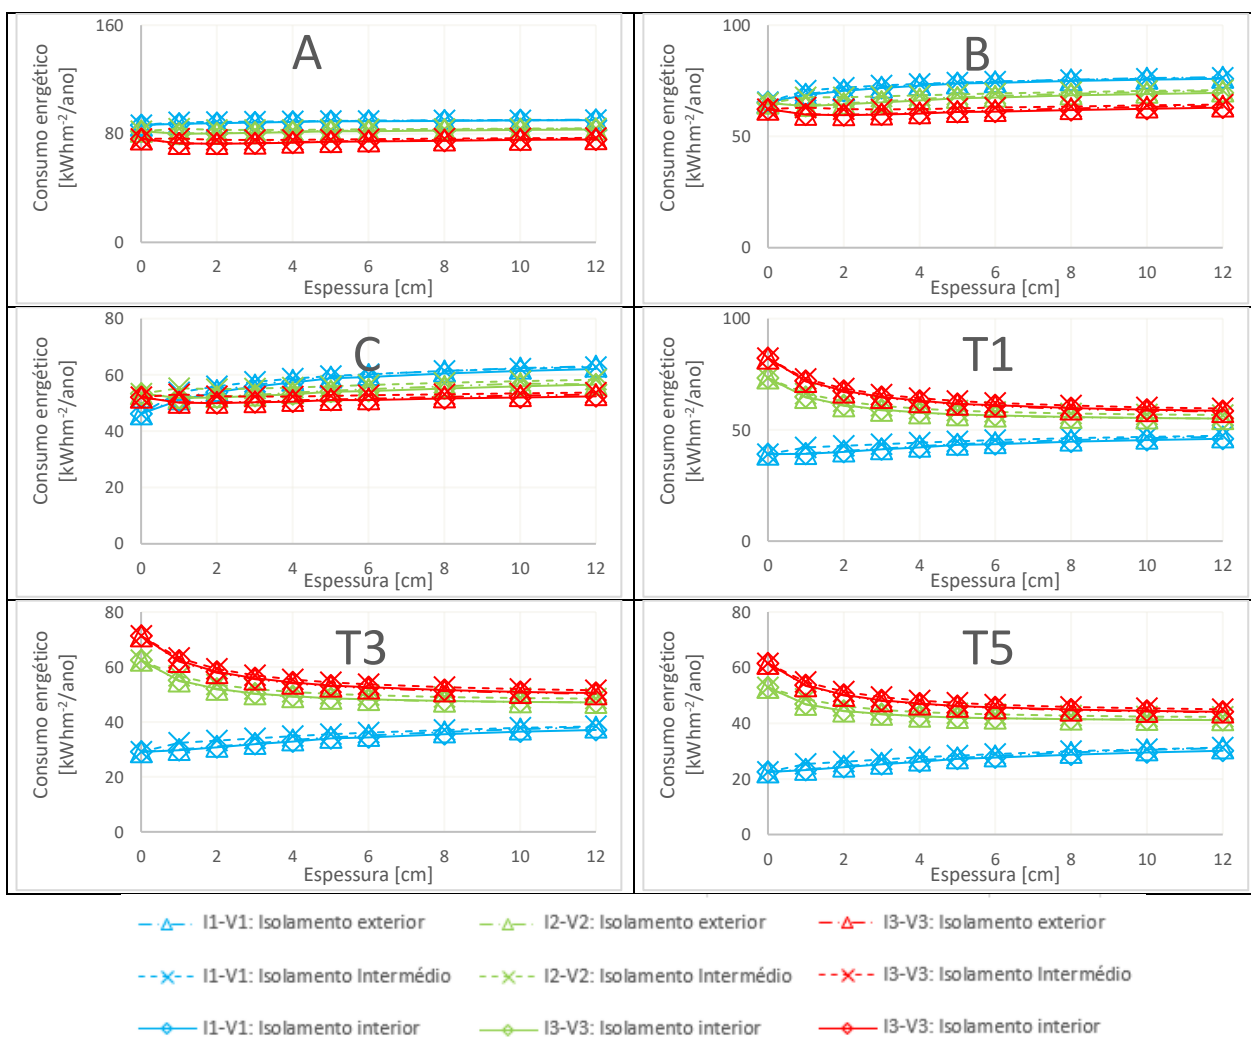 A
Consumo enrgético
[kWhm⁻²/ano]
160
80
0
0 2 4 6 8 10 12
Espessura [cm]
B
Consumo enrgético
[kWhm⁻²/ano]
100
50
0
0 2 4 6 8 10 12
Espessura [cm]
C
Consumo enrgético
[kWhm⁻²/ano]
80
60
40
20
0
0 2 4 6 8 10 12
Espessura [cm]
T1
Consumo enrgético
[kWhm⁻²/ano]
100
50
0
0 2 4 6 8 10 12
Espessura [cm]
T3
Consumo enrgético
[kWhm⁻²/ano]
80
60
40
20
0
0 2 4 6 8 10 12
Espessura [cm]
T5
Consumo enrgético
[kWhm⁻²/ano]
80
60
40
20
0
0 2 4 6 8 10 12
Espessura [cm]
I1-V1: Isolamento exterior
I2-V2: Isolamento exterior
I3-V3: Isolamento exterior
I1-V1: Isolamento Intermédio
I2-V2: Isolamento Intermédio
I3-V3: Isolamento Intermédio
I1-V1: Isolamento interior
I3-V3: Isolamento interior
I3-V3: Isolamento interior